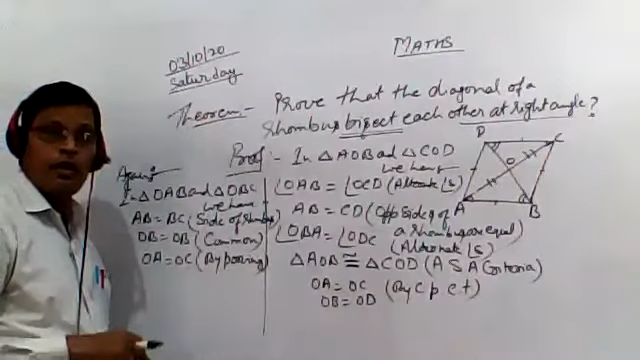 03/10/20
Saturday
MATHS
Theorem:- Prove that the diagonal of a
rhombus bisect each other at right angle?
Proof - In △AOB and △COD
we have
∠OAB = ∠OCD (Alternate ∠s)
AB = CD (Opp Sides of
a rhombus are equal)
∠OBA = ∠ODC
(Alternate ∠s)
△AOB ≅ △COD (ASA Criteria)
OA = OC (By C p c t)
OB = OD
Again
In △OAB and △OBC
we have
AB = BC (Side of rhombus)
OB = OB (Common)
OA = OC (By proving)
D C
O
A B